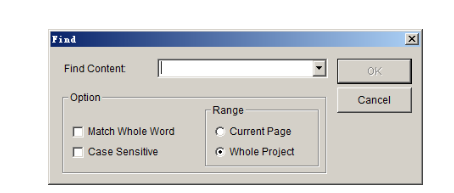 Find
Find Content:
OK
Option
Cancel
Range
Match Whole Word
Current Page
Case Sensitive
Whole Project